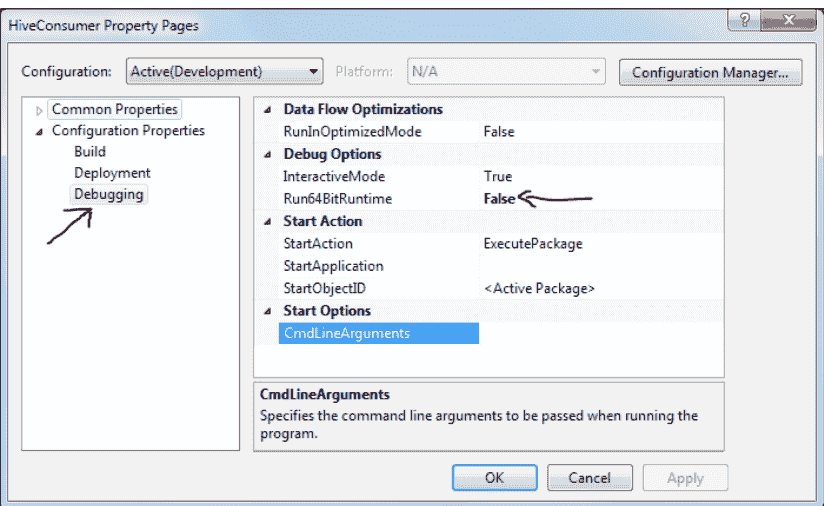 HiveConsumer Property Pages
Configuration: Active(Development) Platform: N/A Configuration Manager...
Common Properties
Configuration Properties
Build
Deployment
Debugging
Data Flow Optimizations
RunInOptimizedMode False
Debug Options
InteractiveMode True
Run64BitRuntime False
Start Action
StartAction ExecutePackage
StartApplication
StartObjectID <Active Package>
Start Options
CmdLineArguments
CmdLineArguments
Specifies the command line arguments to be passed when running the
program.
OK Cancel Apply